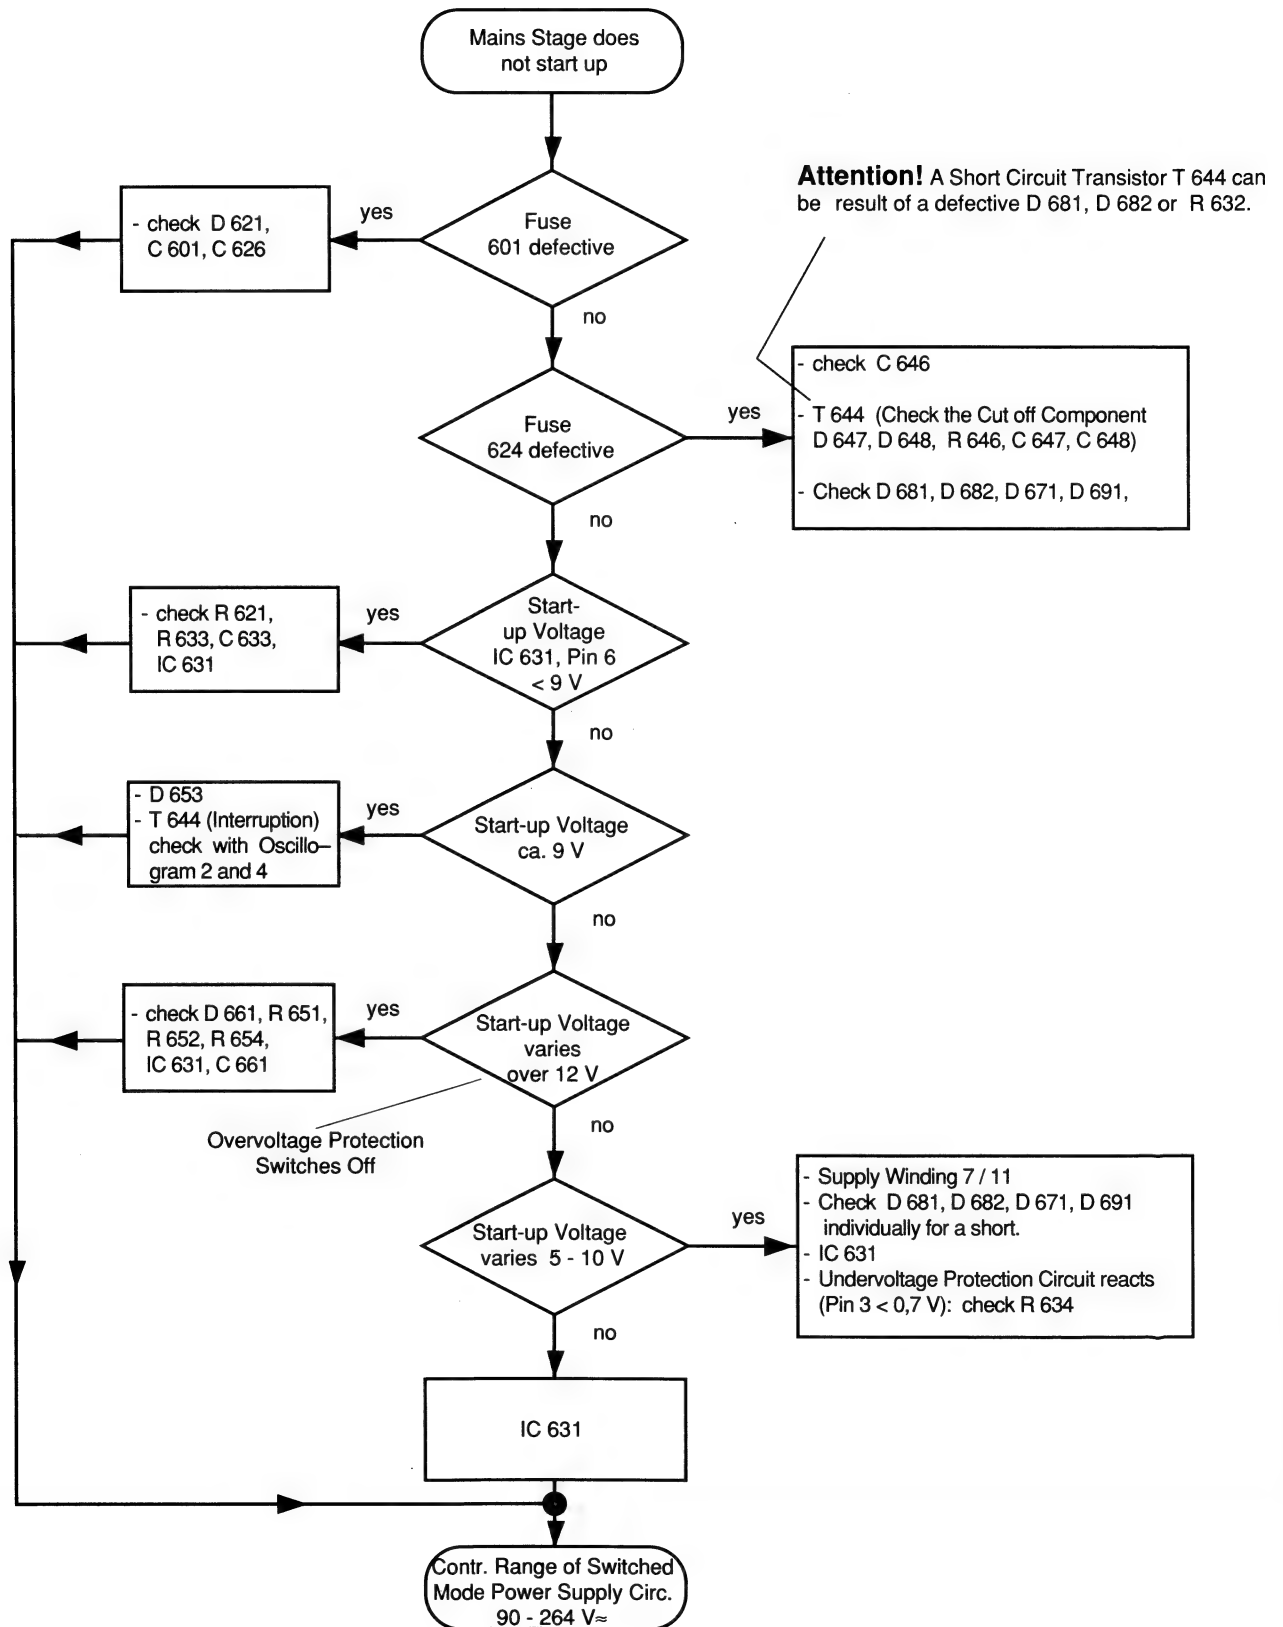 Mains Stage does
not start up
Attention! A Short Circuit Transistor T 644 can
be result of a defective D 681, D 682 or R 632.
- check D 621,
C 601, C 626
yes
Fuse
601 defective
no
- check C 646
- T 644 (Check the Cut off Component
D 647, D 648, R 646, C 647, C 648)
- Check D 681, D 682, D 671, D 691,
yes
Fuse
624 defective
no
- check R 621,
R 633, C 633,
IC 631
yes
Start-
up Voltage
IC 631, Pin 6
< 9 V
no
- D 653
- T 644 (Interruption)
check with Oscillo–
gram 2 and 4
yes
Start-up Voltage
ca. 9 V
no
- check D 661, R 651,
R 652, R 654,
IC 631, C 661
yes
Start-up Voltage
varies
over 12 V
Overvoltage Protection
Switches Off
no
Start-up Voltage
varies 5 - 10 V
yes
- Supply Winding 7 / 11
- Check D 681, D 682, D 671, D 691
individually for a short.
- IC 631
- Undervoltage Protection Circuit reacts
(Pin 3 < 0,7 V): check R 634
no
IC 631
Contr. Range of Switched
Mode Power Supply Circ.
90 - 264 V≈